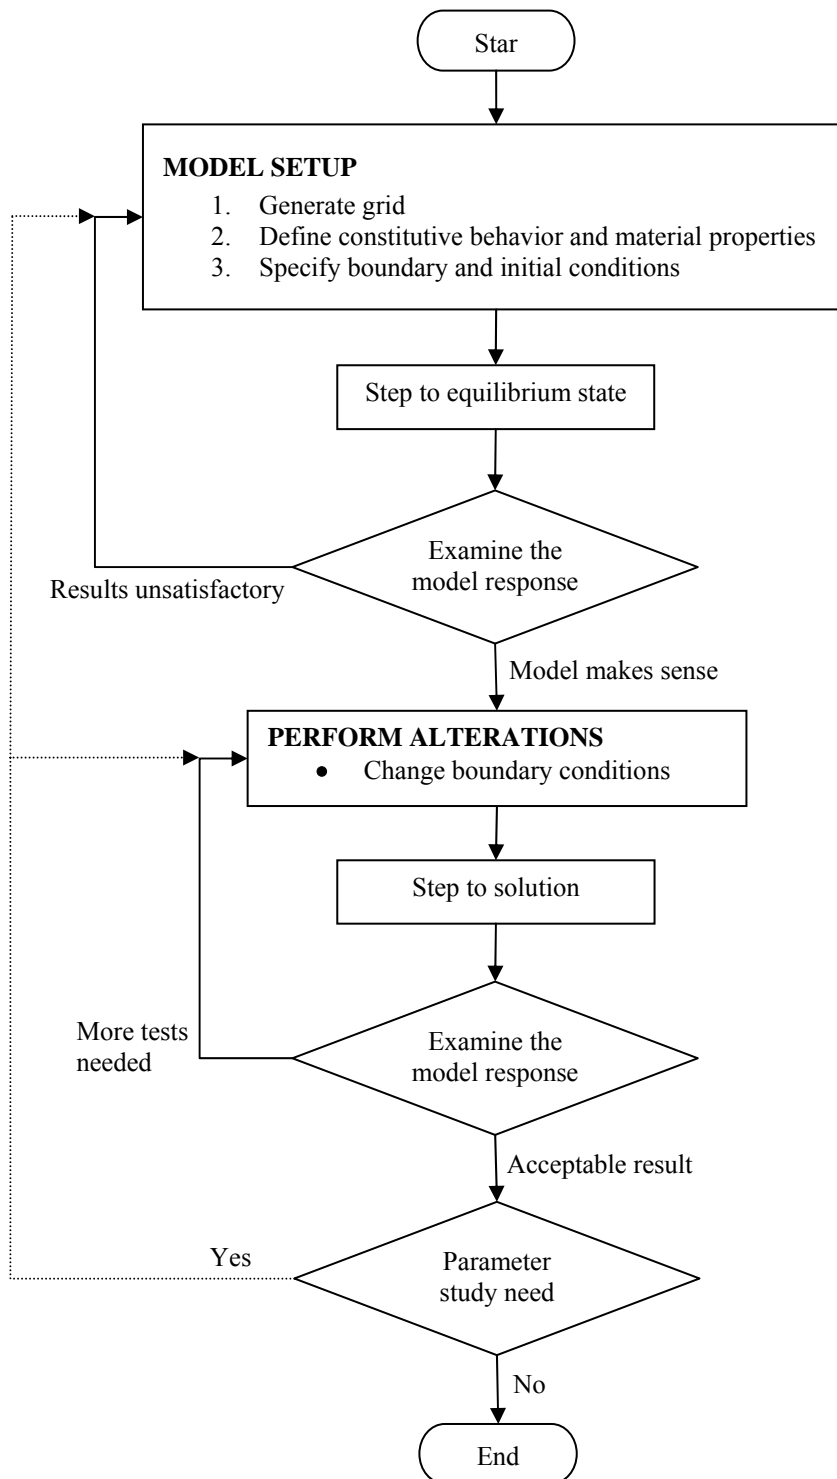 Star
MODEL SETUP
1. Generate grid
2. Define constitutive behavior and material properties
3. Specify boundary and initial conditions
Step to equilibrium state
Examine the
model response
Results unsatisfactory
Model makes sense
PERFORM ALTERATIONS
• Change boundary conditions
Step to solution
More tests
needed
Examine the
model response
Acceptable result
Yes
Parameter
study need
No
End